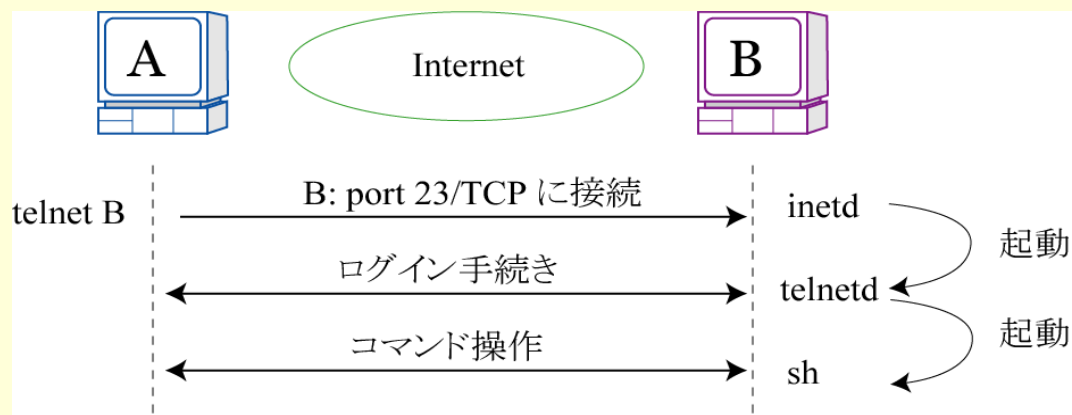 A
Internet
B
telnet B
B: port 23/TCP に接続
inetd
起動
ログイン手続き
telnetd
起動
コマンド操作
sh